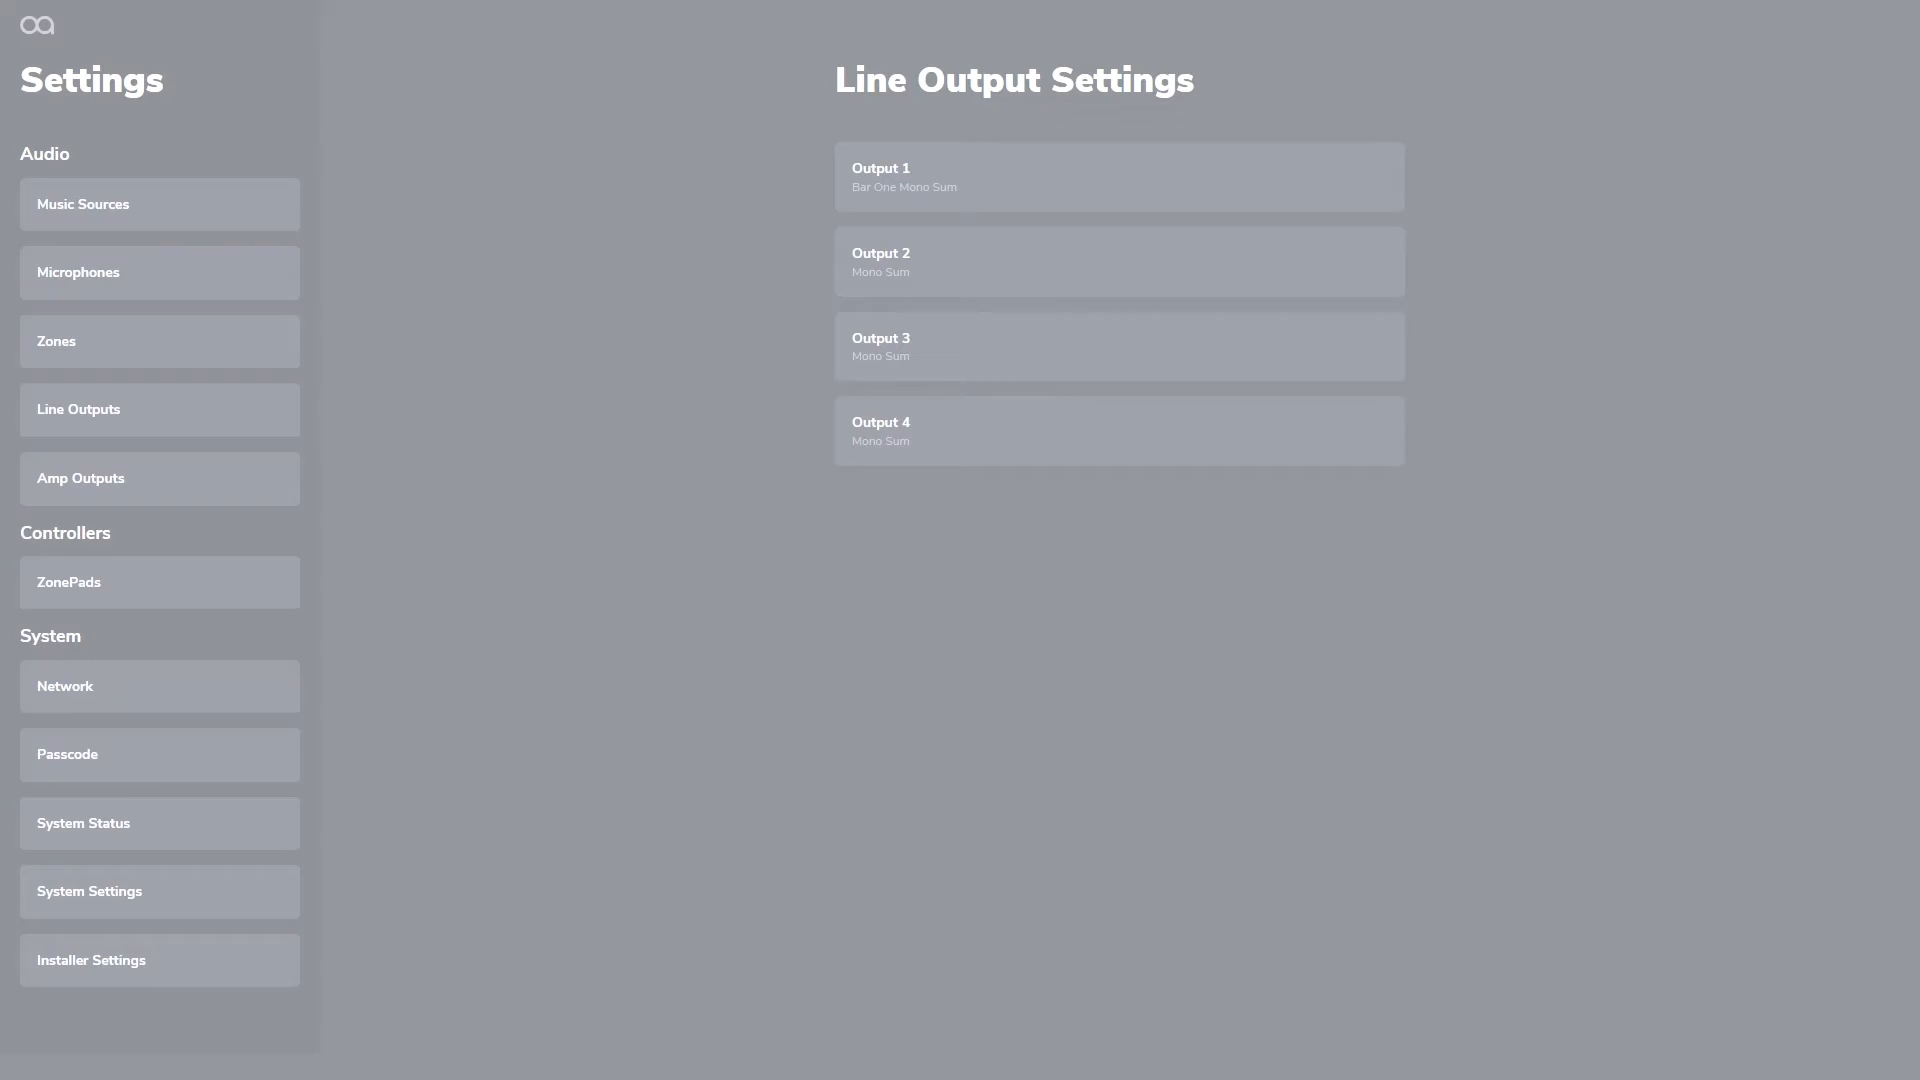 Settings
Audio
Music Sources
Microphones
Zones
Line Outputs
Amp Outputs
Controllers
ZonePads
System
Network
Passcode
System Status
System Settings
Installer Settings
Line Output Settings
Output 1
Bar One Mono Sum
Output 2
Mono Sum
Output 3
Mono Sum
Output 4
Mono Sum